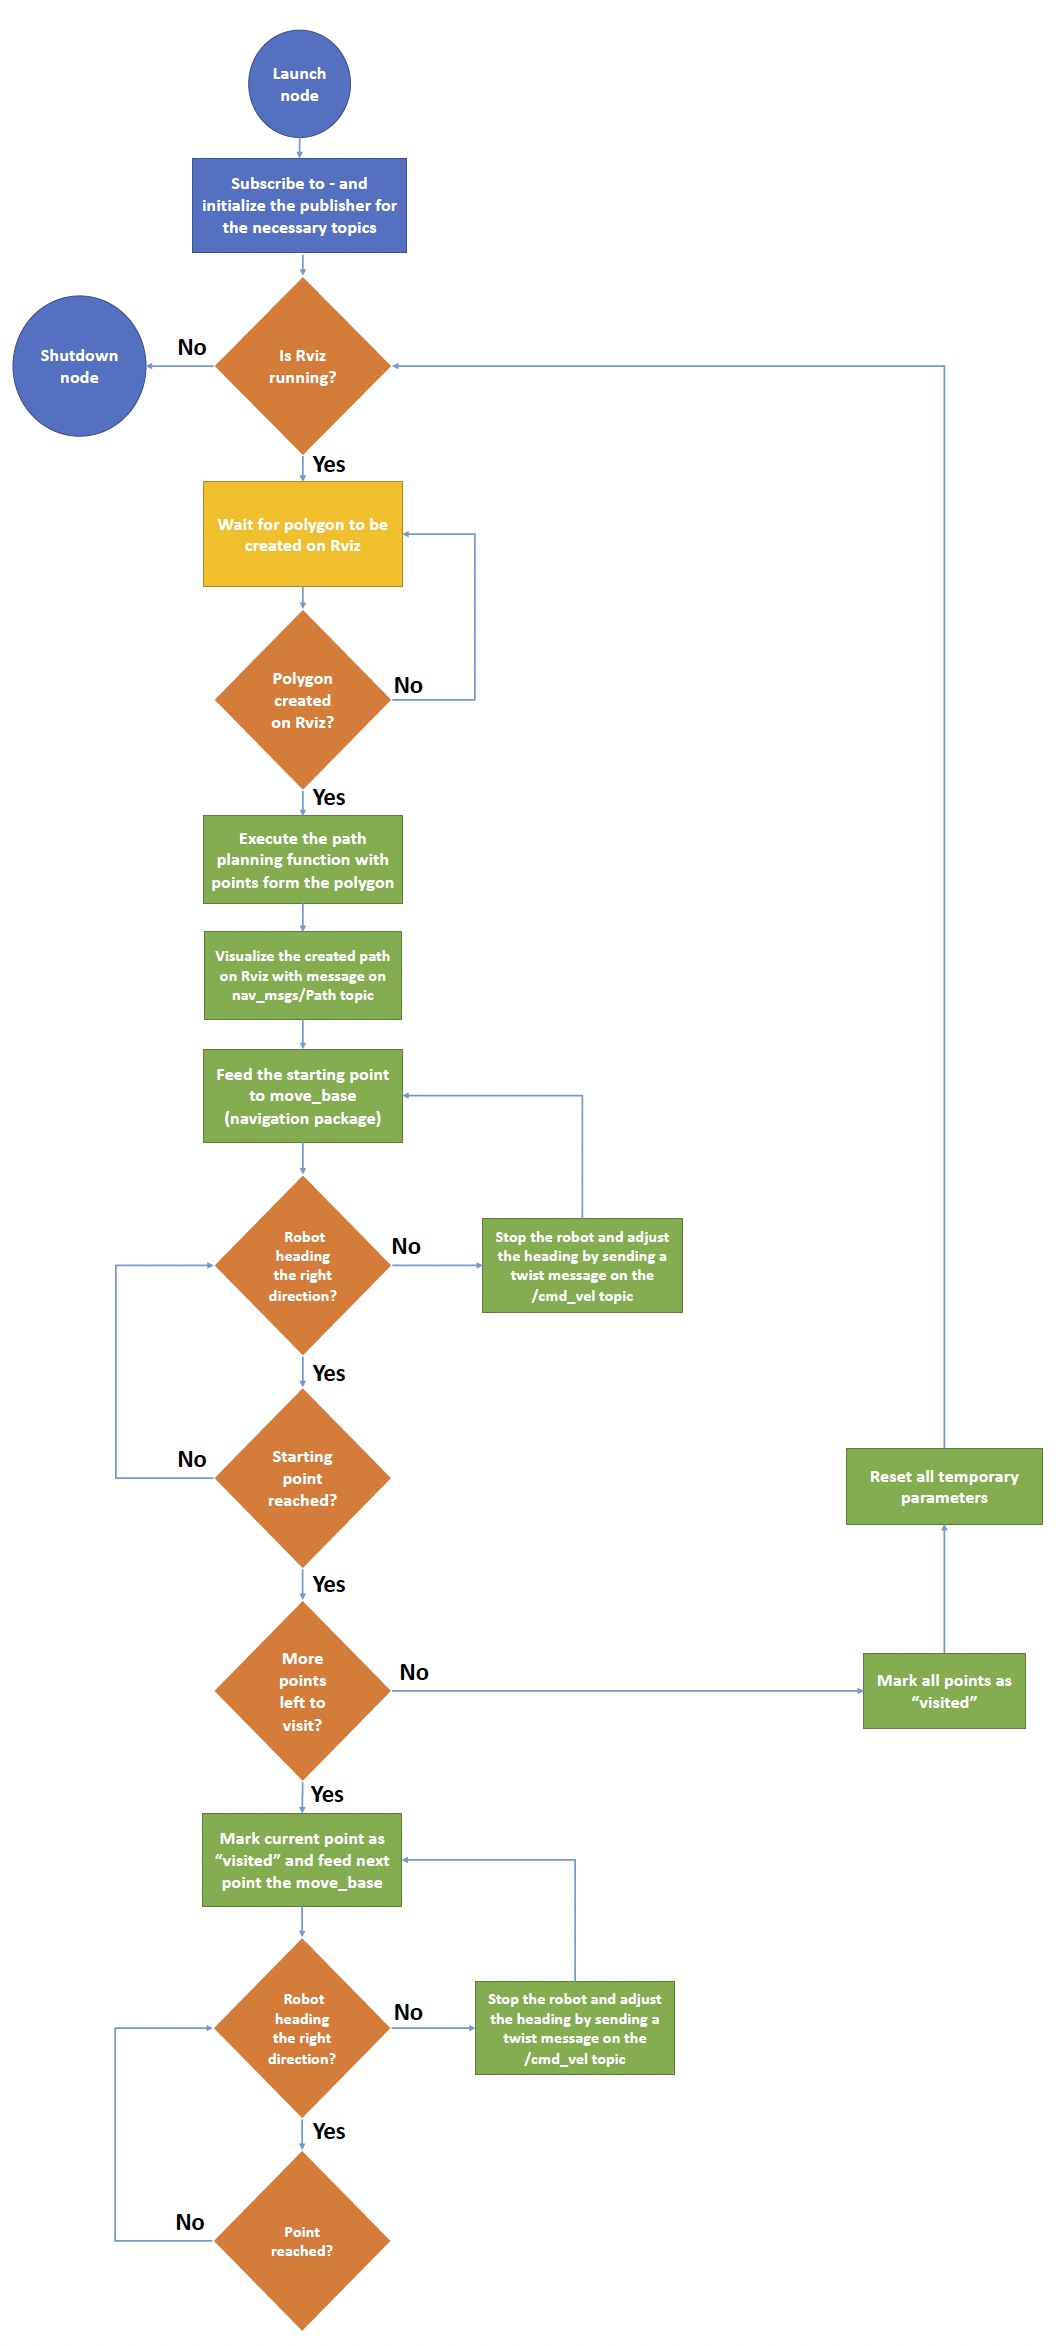 Launch
node
Subscribe to - and
initialize the publisher for
the necessary topics
Shutdown
node
No
Is Rviz
running?
Yes
Wait for polygon to be
created on Rviz
Polygon
created
on Rviz?
No
Yes
Execute the path
planning function with
points form the polygon
Visualize the created path
on Rviz with message on
nav_msgs/Path topic
Feed the starting point
to move_base
(navigation package)
Robot
heading
the right
direction?
No
Stop the robot and adjust
the heading by sending a
twist message on the
/cmd_vel topic
Yes
No
Starting
point
reached?
Reset all temporary
parameters
Yes
More
points
left to
visit?
No
Mark all points as
“visited”
Yes
Mark current point as
“visited” and feed next
point the move_base
Robot
heading
the right
direction?
No
Stop the robot and adjust
the heading by sending a
twist message on the
/cmd_vel topic
Yes
No
Point
reached?